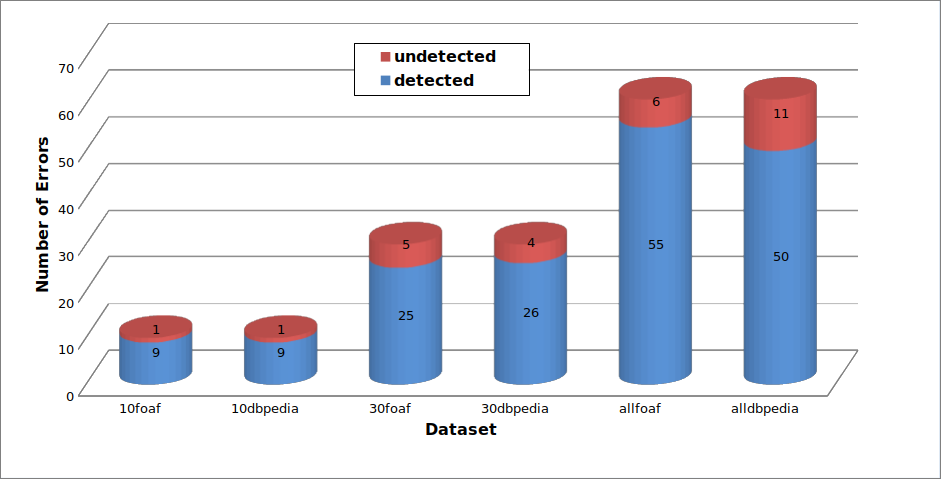 undetected
detected
Number of Errors
70
60
50
40
30
20
10
0
1
9
1
9
5
25
4
26
6
55
11
50
10foaf
10dbpedia
30foaf
30dbpedia
allfoaf
alldbpedia
Dataset